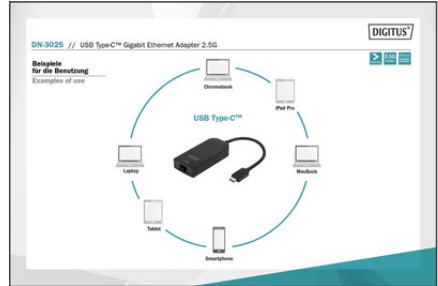 DIGITUS®
DN-3025 // USB Type-C™ Gigabit Ethernet Adapter 2.5G
Beispiele
für die Benutzung
Examples of use
Chromebook
iPad Pro
USB Type-C™
Laptop
MacBook
Tablet
Smartphone